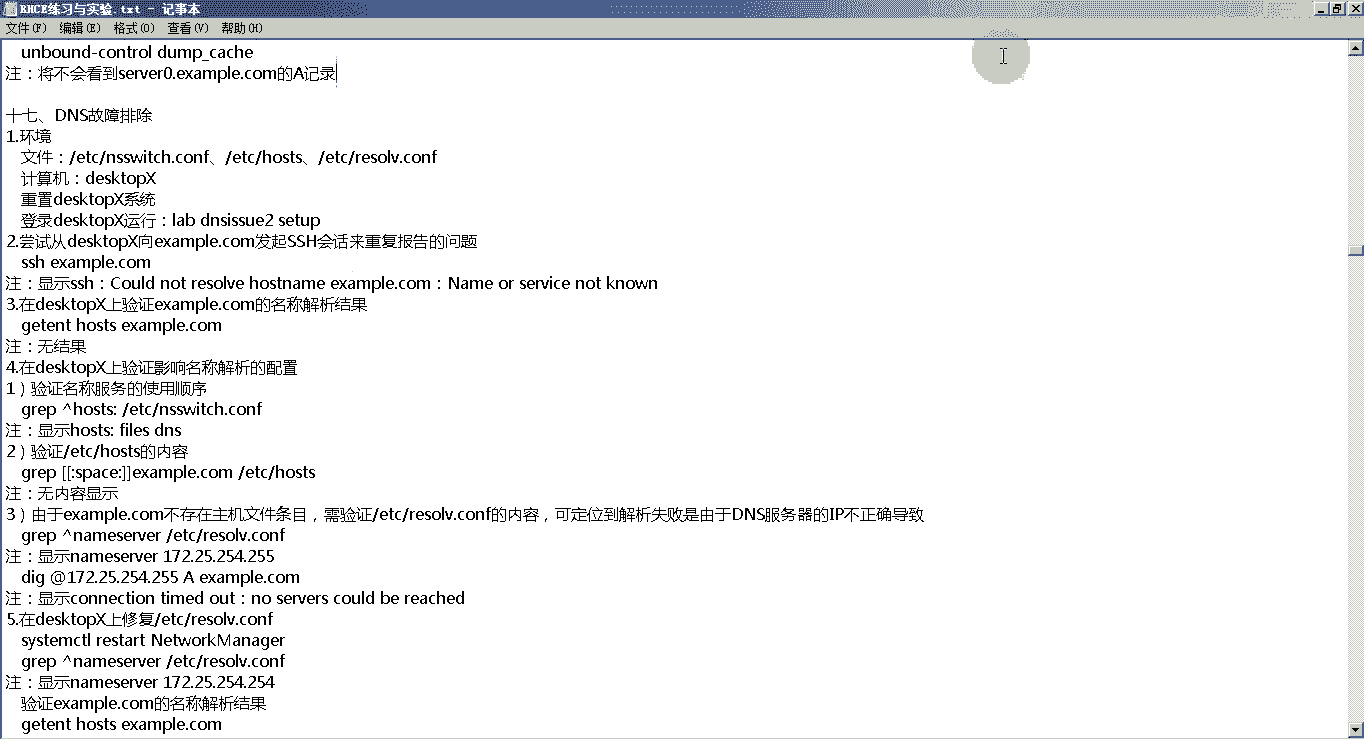 RHCE练习与实验.txt - 记事本
文件(F) 编辑(E) 格式(O) 查看(V) 帮助(H)
unbound-control dump_cache
注：将不会看到server0.example.com的A记录
十七、DNS故障排除
1.环境
文件：/etc/nsswitch.conf、/etc/hosts、/etc/resolv.conf
计算机：desktopX
重置desktopX系统
登录desktopX运行：lab dnsissue2 setup
2.尝试从desktopX向example.com发起SSH会话来重复报告的问题
ssh example.com
注：显示ssh：Could not resolve hostname example.com：Name or service not known
3.在desktopX上验证example.com的名称解析结果
getent hosts example.com
注：无结果
4.在desktopX上验证影响名称解析的配置
1）验证名称服务的使用顺序
grep ^hosts: /etc/nsswitch.conf
注：显示hosts: files dns
2）验证/etc/hosts的内容
grep [[:space:]]example.com /etc/hosts
注：无内容显示
3）由于example.com不存在主机文件条目，需验证/etc/resolv.conf的内容，可定位到解析失败是由于DNS服务器的IP不正确导致
grep ^nameserver /etc/resolv.conf
注：显示nameserver 172.25.254.255
dig @172.25.254.255 A example.com
注：显示connection timed out：no servers could be reached
5.在desktopX上修复/etc/resolv.conf
systemctl restart NetworkManager
grep ^nameserver /etc/resolv.conf
注：显示nameserver 172.25.254.254
验证example.com的名称解析结果
getent hosts example.com